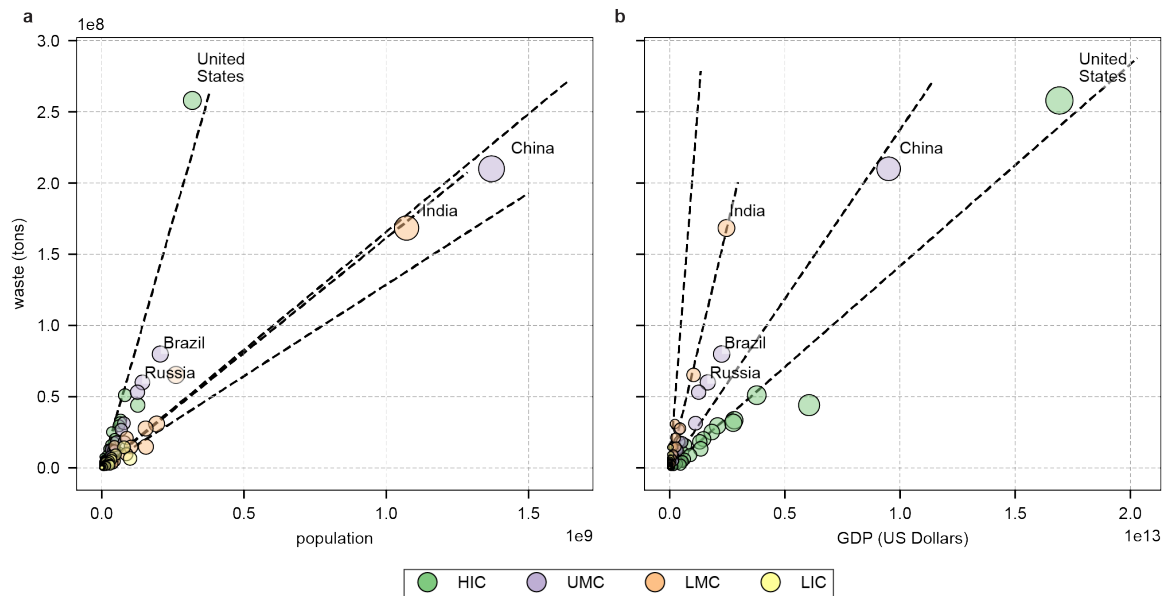 a
1e8
3.0
2.5
2.0
1.5
1.0
0.5
0.0
waste (tons)
United
States
China
India
Brazil
Russia
0.0 0.5 1.0 1.5
population
1e9
b
United
States
China
India
Brazil
Russia
0.0 0.5 1.0 1.5 2.0
GDP (US Dollars)
1e13
HIC UMC LMC LIC